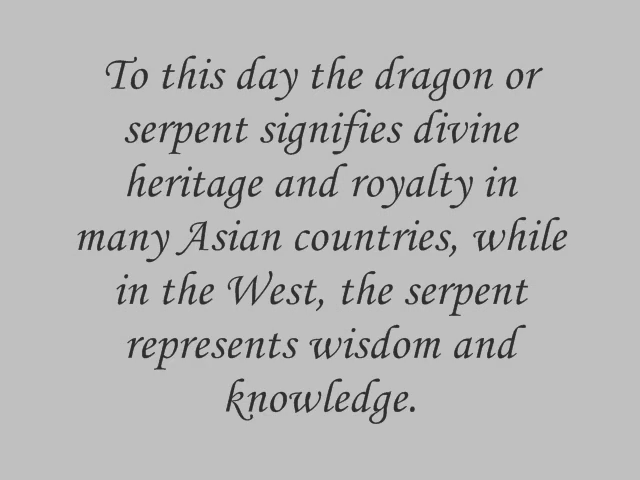 To this day the dragon or
serpent signifies divine
heritage and royalty in
many Asian countries, while
in the West, the serpent
represents wisdom and
knowledge.